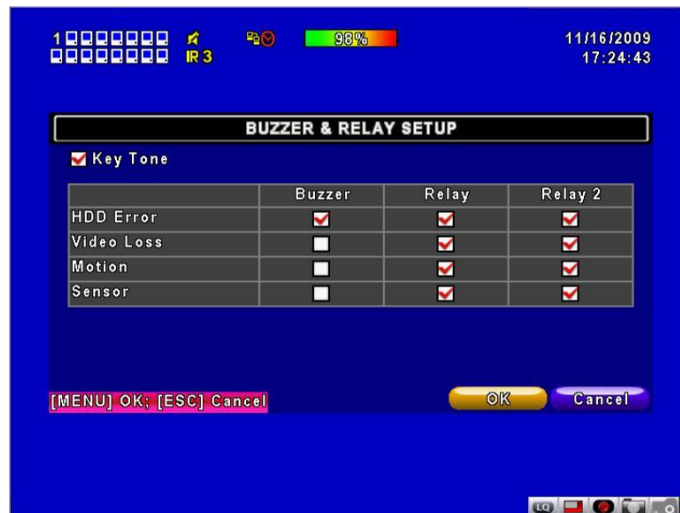 1 98% 11/16/2009
IR 3 17:24:43
BUZZER & RELAY SETUP
Key Tone
Buzzer Relay Relay 2
HDD Error
Video Loss
Motion
Sensor
[MENU] OK; [ESC] Cancel OK Cancel
LQ